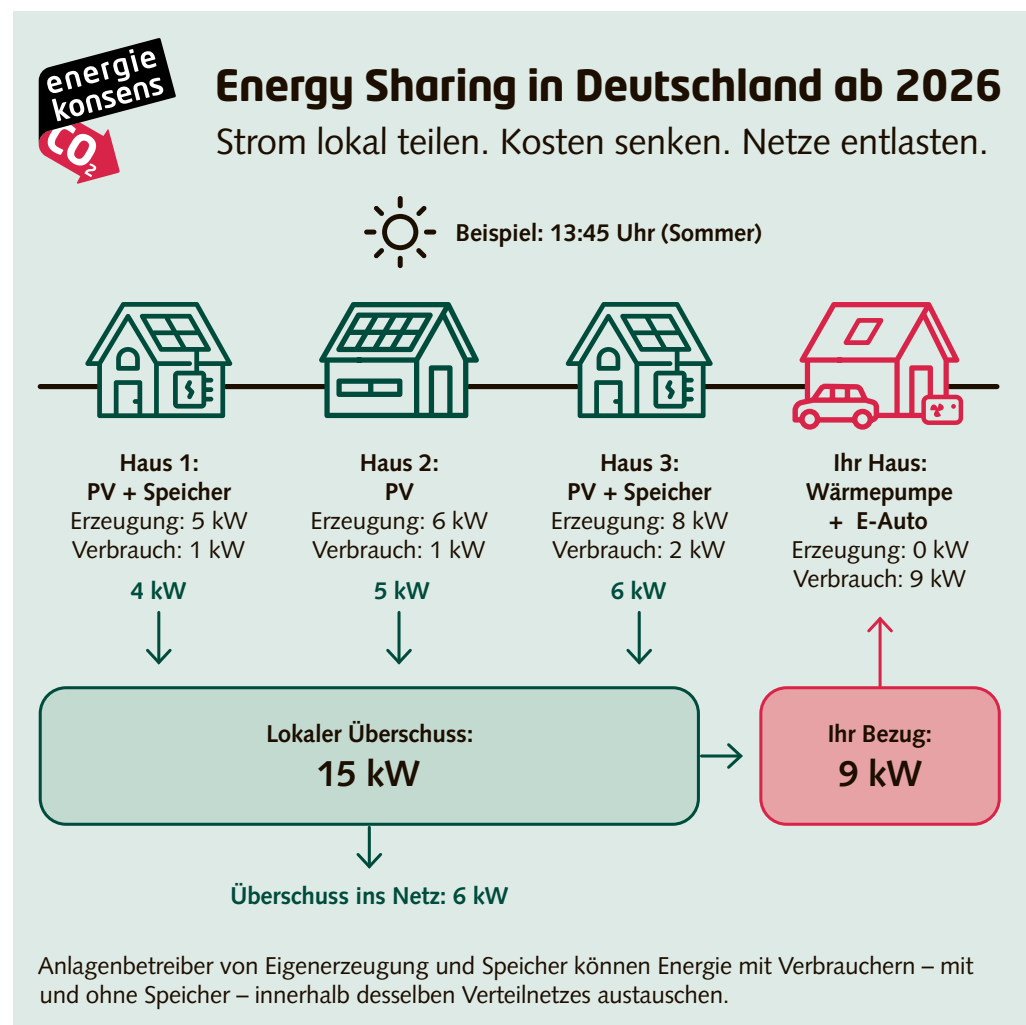 energie
konsens
CO2
Energy Sharing in Deutschland ab 2026
Strom lokal teilen. Kosten senken. Netze entlasten.
Beispiel: 13:45 Uhr (Sommer)
Haus 1:
PV + Speicher
Erzeugung: 5 kW
Verbrauch: 1 kW
4 kW
Haus 2:
PV
Erzeugung: 6 kW
Verbrauch: 1 kW
5 kW
Haus 3:
PV + Speicher
Erzeugung: 8 kW
Verbrauch: 2 kW
6 kW
Ihr Haus:
Wärmepumpe
+ E-Auto
Erzeugung: 0 kW
Verbrauch: 9 kW
Lokaler Überschuss:
15 kW
Ihr Bezug:
9 kW
Überschuss ins Netz: 6 kW
Anlagenbetreiber von Eigenerzeugung und Speicher können Energie mit Verbrauchern – mit
und ohne Speicher – innerhalb desselben Verteilnetzes austauschen.